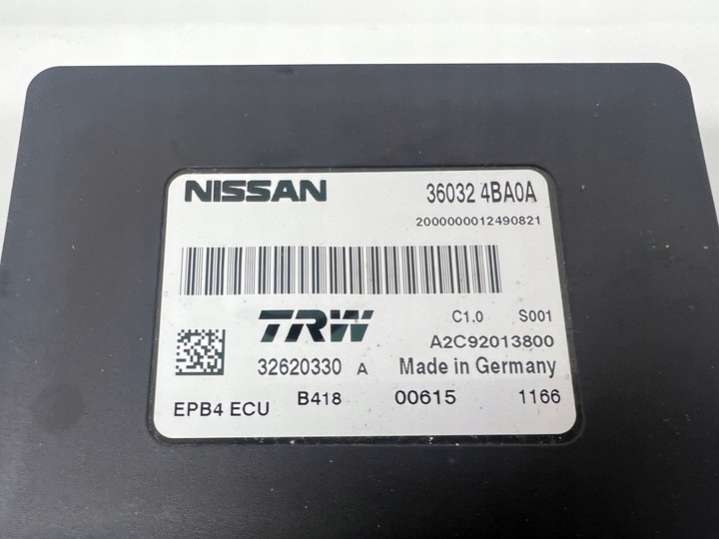 NISSAN 36032 4BA0A
2000000012490821
TRW C1.0 S001
A2C92013800
32620330 A Made in Germany
EPB4 ECU B418 00615 1166